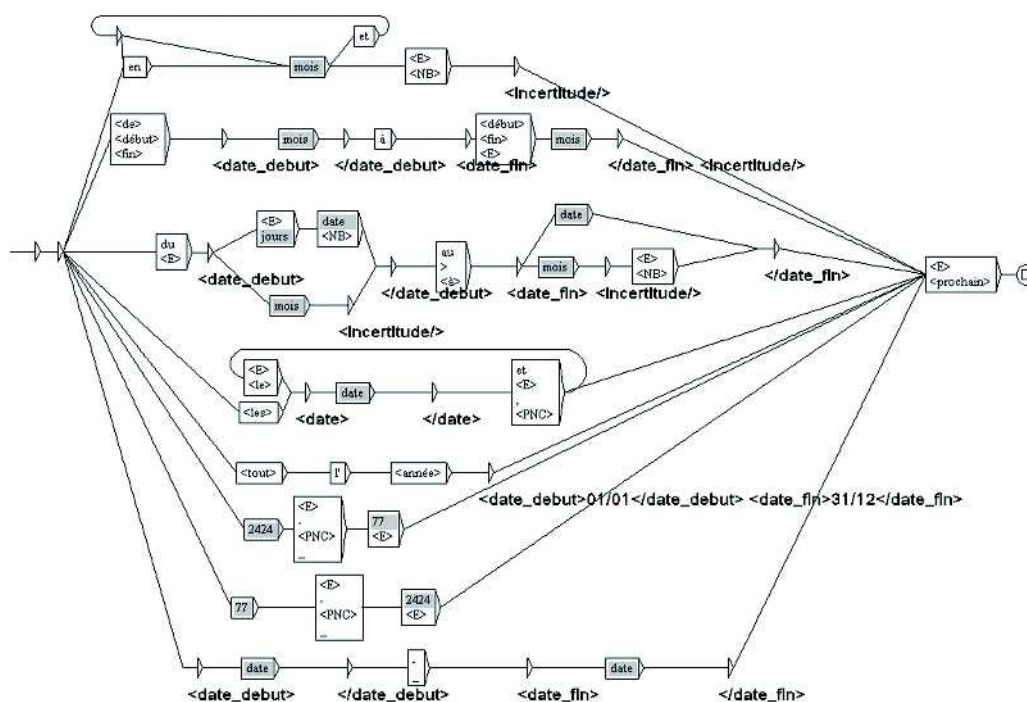 et
en
mois
<E>
<NB>
<Incertitude/>
<de>
<début>
<fin>
mois
à
<début>
<fin>
<E>
mois
<date_debut>
</date_debut>
<date_fin>
</date_fin>
<Incertitude/>
date
du
<E>
<E>
jours
date
<NB>
au
>
<à>
mois
<E>
<NB>
<date_debut>
</date_debut>
<date_fin>
<Incertitude/>
</date_fin>
mois
<Incertitude/>
<E>
<prochain>
<E>
<le>
<les>
date
et
<E>
<PNC>
<date>
</date>
<tout>
l'
<année>
<date_debut>01/01</date_debut> <date_fin>31/12</date_fin>
2424
<E>
-
<PNC>
_
77
<E>
77
<E>
-
<PNC>
_
2424
<E>
date
-
_
date
<date_debut>
</date_debut>
<date_fin>
</date_fin>